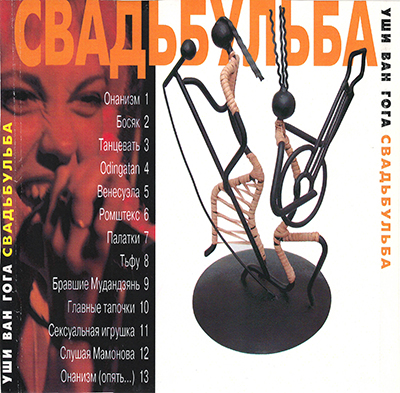 СВАДЬБУЛЬБА
Онанизм 1
Босяк 2
Танцевать 3
Odingatan 4
Венесуэла 5
Ромштекс 6
Палатки 7
Тьфу 8
Бравшие Мудандзянь 9
Главные тапочки 10
Сексуальная игрушка 11
Слушая Мамонова 12
Онанизм (опять...) 13
УШИ ВАН ГОГА СВАДЬБУЛЬБА
УШИ ВАН ГОГА СВАДЬБУЛЬБА